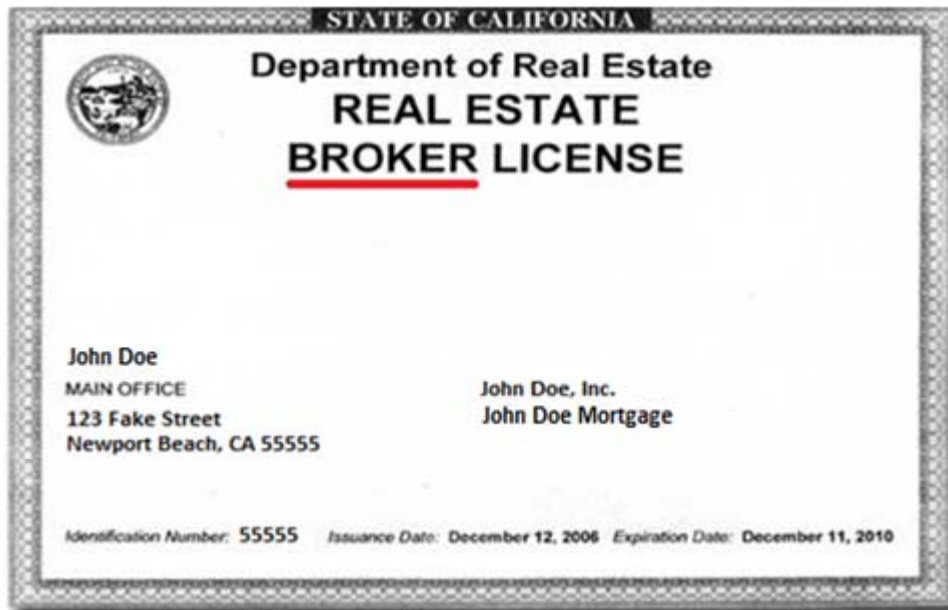 STATE OF CALIFORNIA
Department of Real Estate
REAL ESTATE
BROKER LICENSE
John Doe
MAIN OFFICE
123 Fake Street
Newport Beach, CA 55555
John Doe, Inc.
John Doe Mortgage
Identification Number: 55555 Issuance Date: December 12, 2006 Expiration Date: December 11, 2010